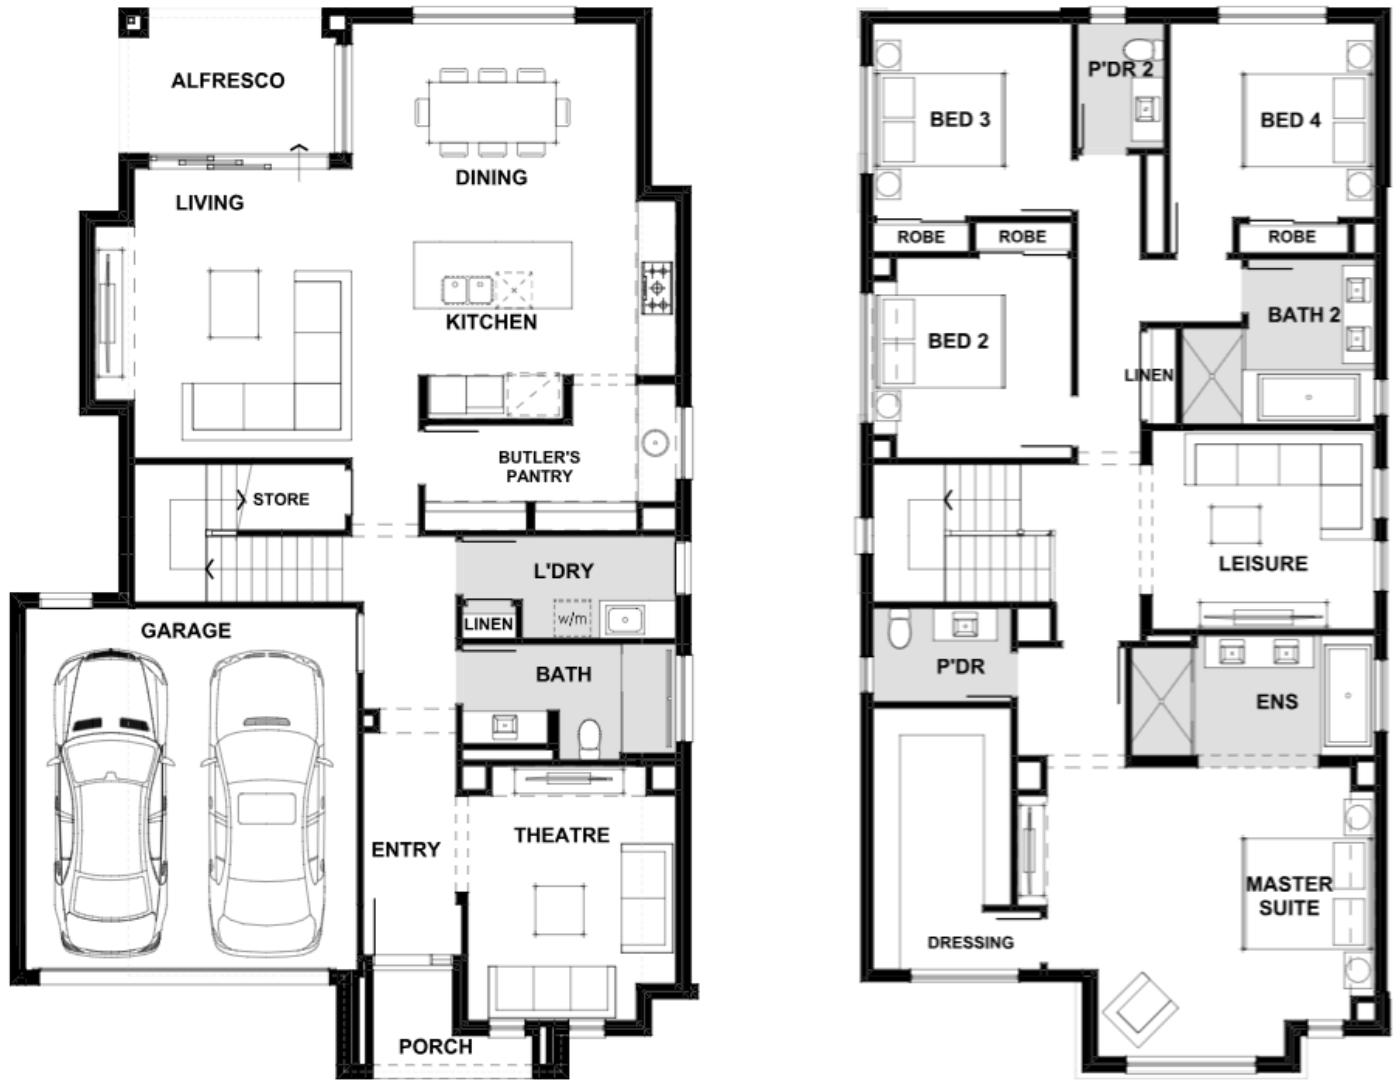 ALFRESCO
DINING
LIVING
KITCHEN
BUTLER'S
PANTRY
STORE
L'DRY
LINEN
w/m
GARAGE
BATH
ENTRY
THEATRE
PORCH
P'DR 2
BED 3
BED 4
ROBE
ROBE
ROBE
BATH 2
BED 2
LINEN
LEISURE
P'DR
ENS
MASTER
SUITE
DRESSING